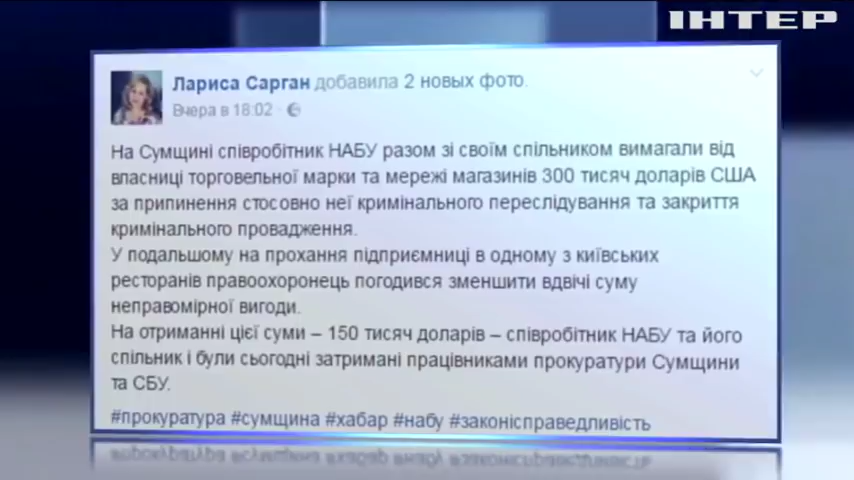 ІНТЕР
Лариса Сарган добавила 2 новых фото.
Вчера в 18:02
На Сумщині співробітник НАБУ разом зі своїм спільником вимагали від
власниці торговельної марки та мережі магазинів 300 тисяч доларів США
за припинення стосовно неї кримінального переслідування та закриття
кримінального провадження.
У подальшому на прохання підприємниці в одному з київських
ресторанів правоохоронець погодився зменшити вдвічі суму
неправомірної вигоди.
На отриманні цієї суми – 150 тисяч доларів – співробітник НАБУ та його
спільник і були сьогодні затримані працівниками прокуратури Сумщини
та СБУ.
#прокуратура #сумщина #хабар #набу #законісправедливість